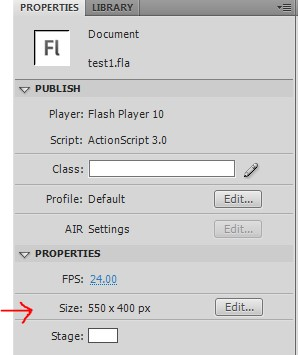 PROPERTIES LIBRARY
Fl
Document
test1.fla
PUBLISH
Player: Flash Player 10
Script: ActionScript 3.0
Class:
Profile: Default Edit...
AIR Settings Edit...
PROPERTIES
FPS: 24.00
Size: 550 x 400 px Edit...
Stage: